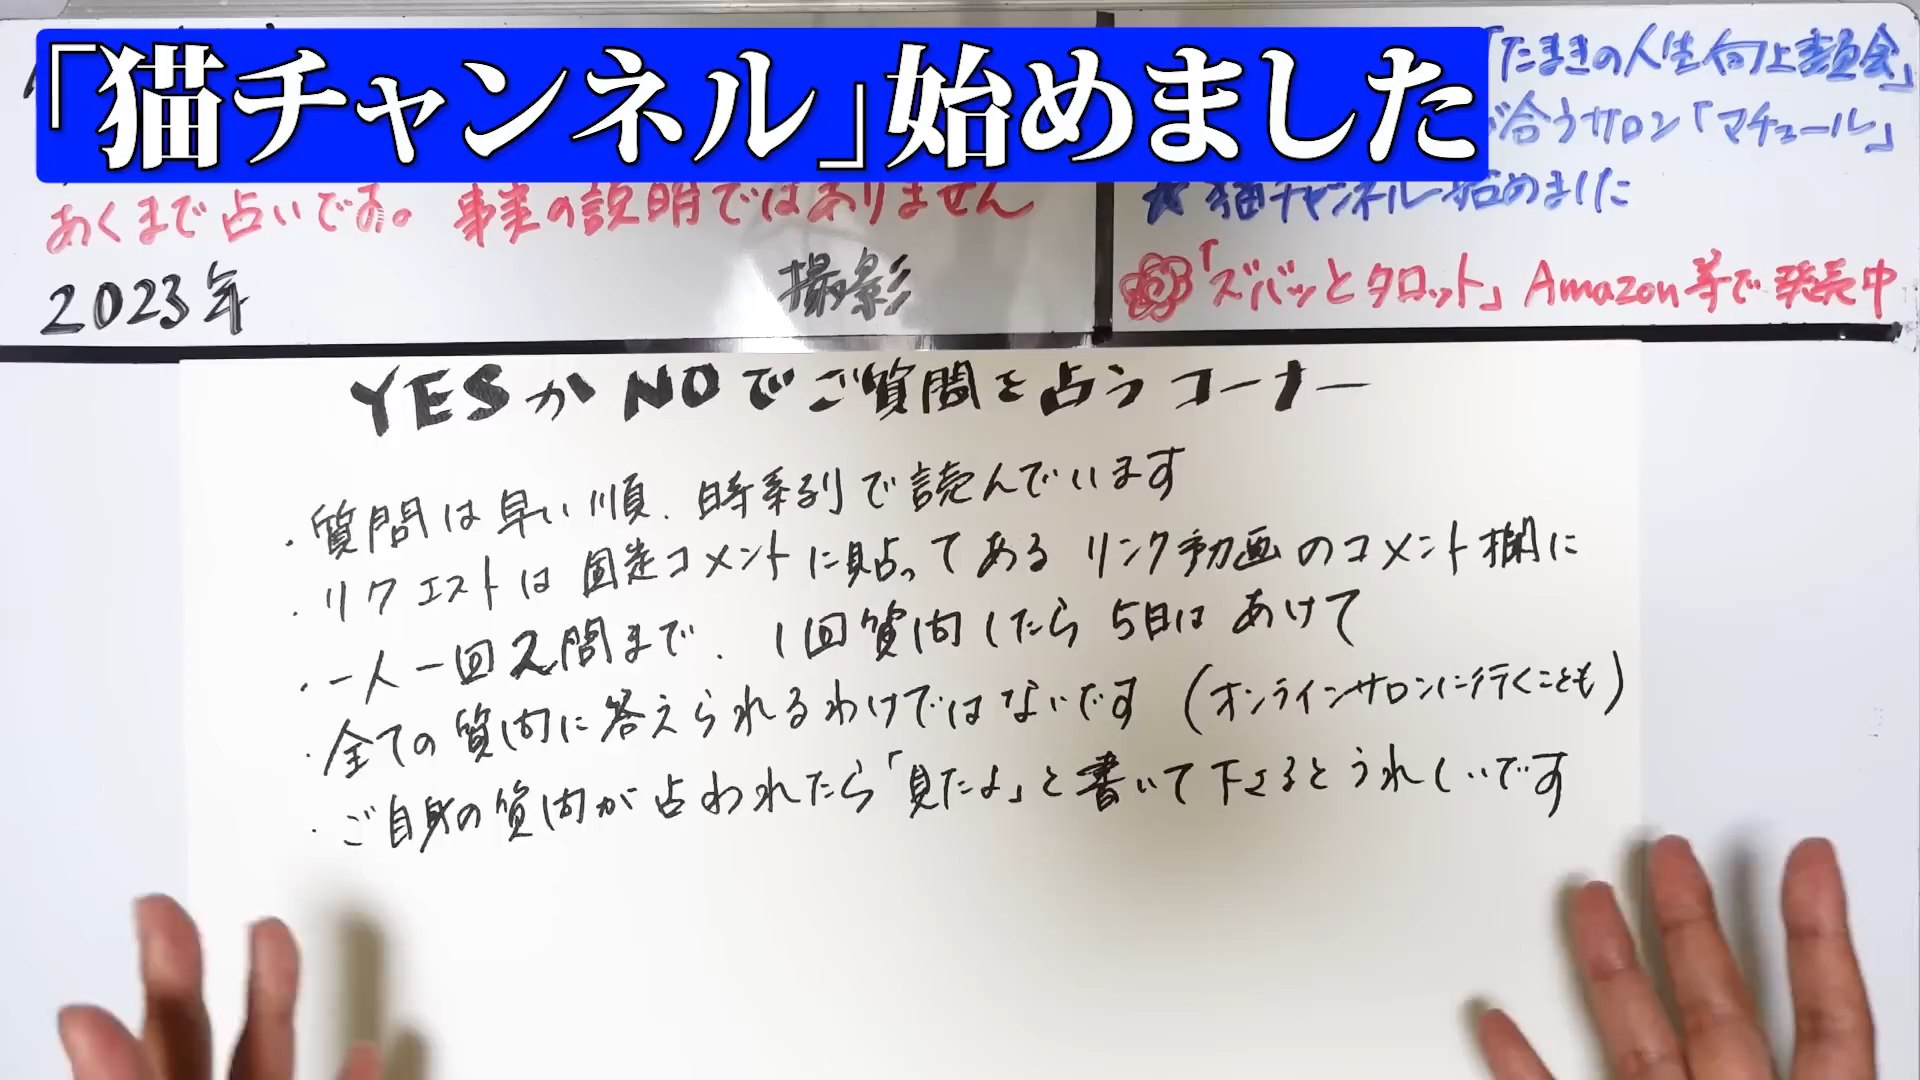 「猫チャンネル」始めました
「たまきの人生向上委員会」
合うサロン「マチュール」
★猫チャンネル始めました
「ズバッとタロット」Amazon等で発売中
あくまで占いです。事実の説明ではありません
2023年 撮影
YESかNOでご質問を占うコーナー
・質問は早い順、時系列で読んでいます
・リクエストは固定コメントに貼ってあるリンク動画のコメント欄に
・一人一回2問まで、1回質問したら5日はあけて
・全ての質問に答えられるわけではないです(オンラインサロンに行くことも)
・ご自身の質問が占われたら「見たよ」と書いて下さるとうれしいです